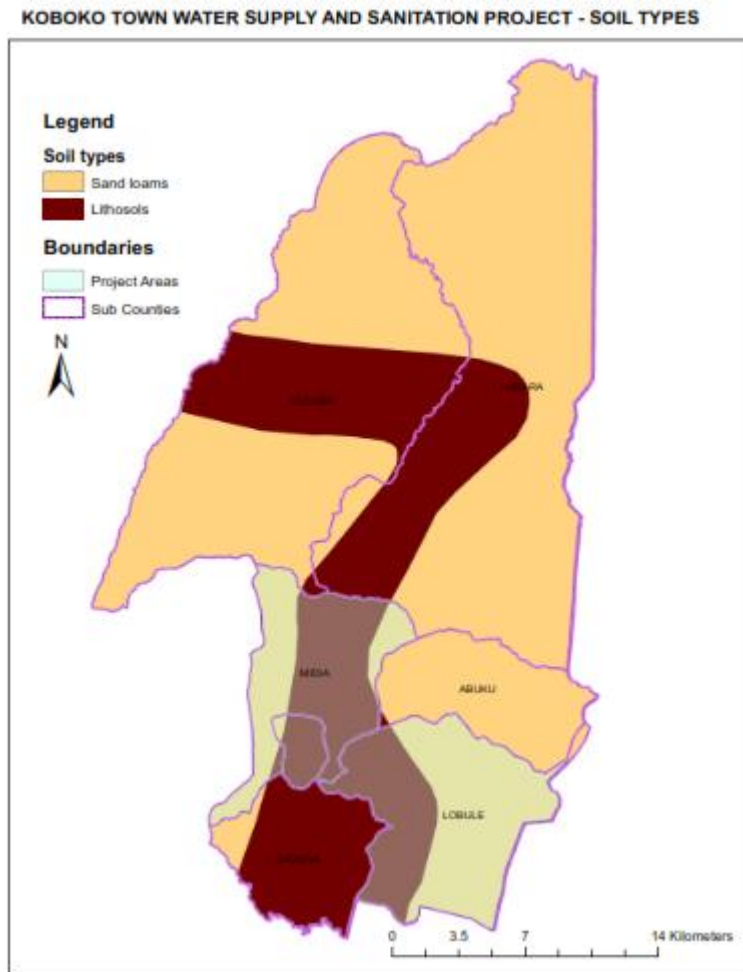 KOBOKO TOWN WATER SUPPLY AND SANITATION PROJECT - SOIL TYPES
Legend
Soil types
Sand loams
Lithosols
Boundaries
Project Areas
Sub Counties
N
MIDIA
ABUKU
LOBULE
0 3.5 7 14 Kilometers